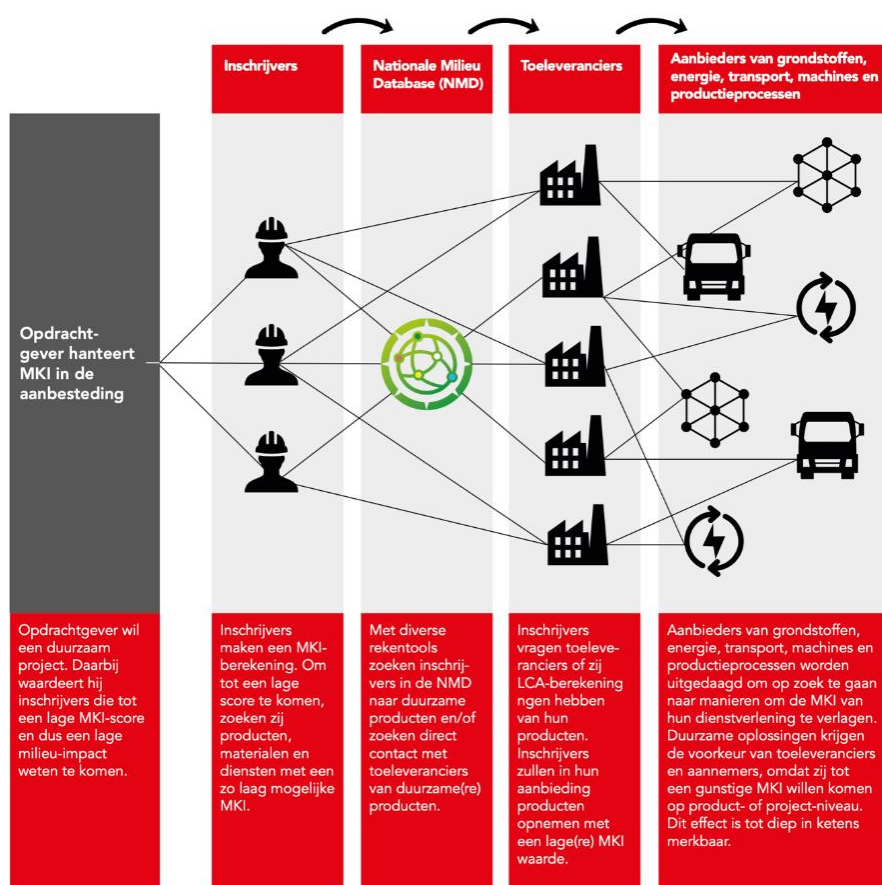 Inschrijvers
Nationale Milieu
Database (NMD)
Toeleveranciers
Aanbieders van grondstoffen,
energie, transport, machines en
productieprocessen
Opdracht-
gever hanteert
MKI in de
aanbesteding
Opdrachtgever wil
een duurzaam
project. Daarbij
waardeert hij
inschrijvers die tot
een lage MKI-score
en dus een lage
milieu-impact
weten te komen.
Inschrijvers
maken een MKI-
berekening. Om
tot een lage
score te komen,
zoeken zij
producten,
materialen en
diensten met een
zo laag mogelijke
MKI.
Met diverse
rekentools
zoeken inschrij-
vers in de NMD
naar duurzame
producten en/of
zoeken direct
contact met
toeleveranciers
van duurzame(re)
producten.
Inschrijvers
vragen toeleve-
ranciers of zij
LCA-berekening
ngen hebben
van hun
producten.
Inschrijvers
zullen in hun
aanbieding
producten
opnemen met
een lage(re) MKI
waarde.
Aanbieders van grondstoffen,
energie, transport, machines en
productieprocessen worden
uitgedaagd om op zoek te gaan
naar manieren om de MKI van
hun dienstverlening te verlagen.
Duurzame oplossingen krijgen
de voorkeur van toeleveranciers
en aannemers, omdat zij tot
een gunstige MKI willen komen
op product- of project-niveau.
Dit effect is tot diep in ketens
merkbaar.